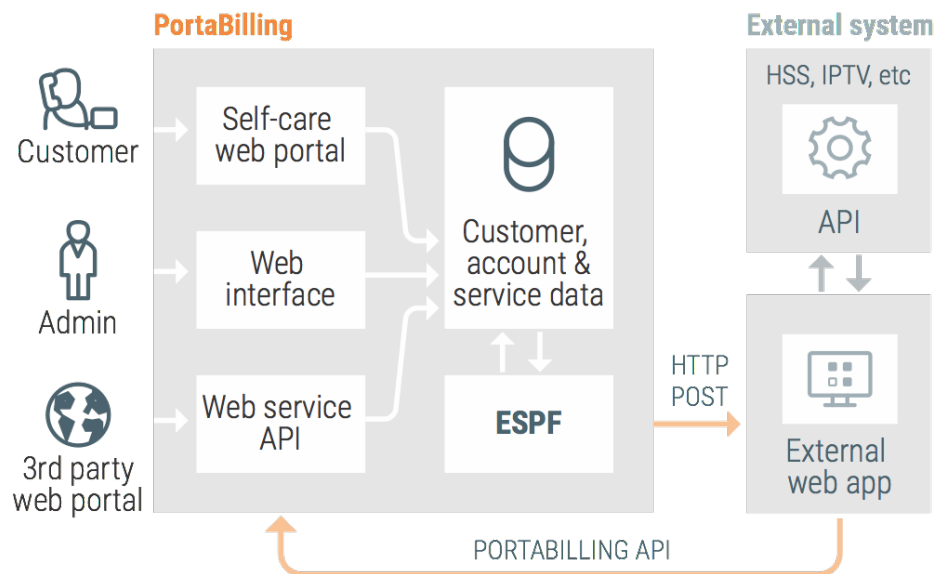 PortaBilling
External system
Customer
Admin
3rd party
web portal
Self-care
web portal
Web
interface
Web service
API
Customer,
account &
service data
ESPF
HTTP
POST
HSS, IPTV, etc
API
External
web app
PORTABILLING API